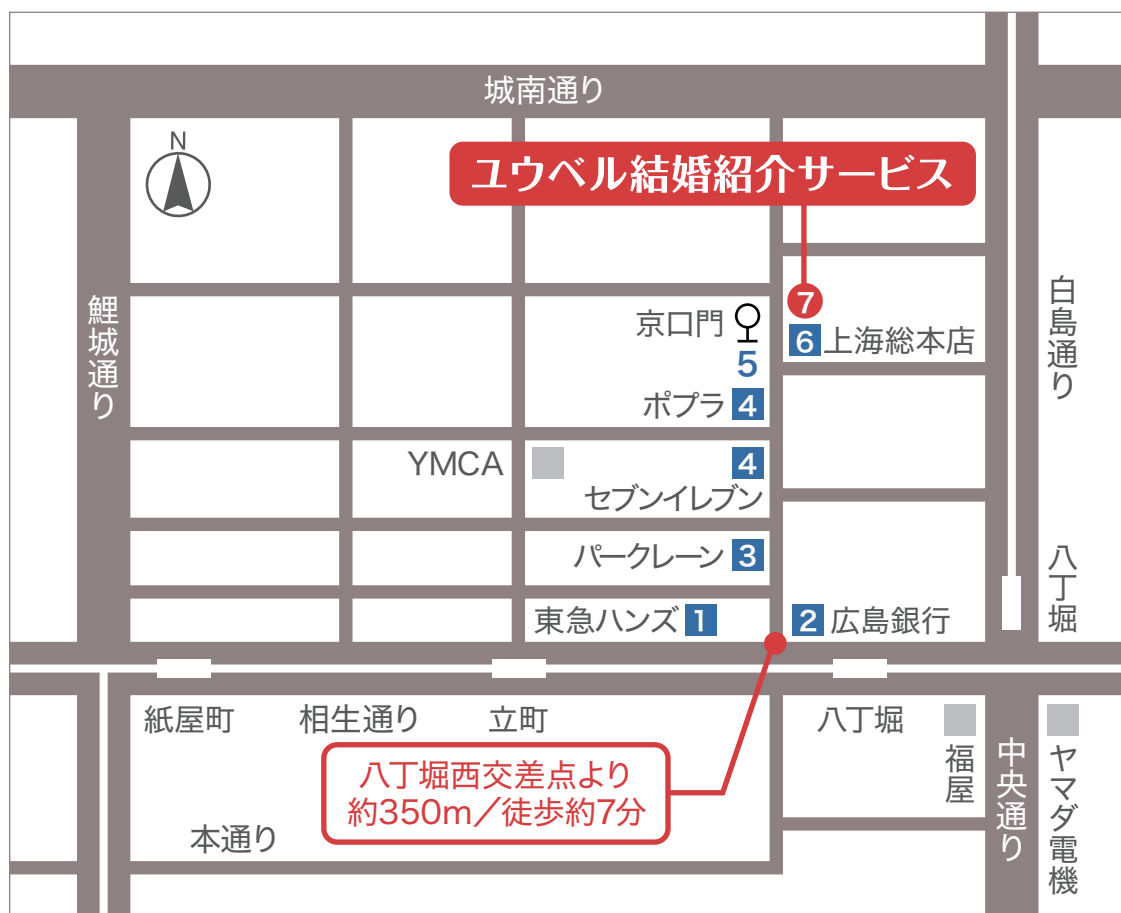 城南通り
N
ユウベル結婚紹介サービス
鯉城通り
白島通り
京口門
7
6 上海総本店
5
ポプラ 4
YMCA
4
セブンイレブン
パークレーン 3
八丁堀
東急ハンズ 1
2 広島銀行
紙屋町
相生通り
立町
八丁堀
福屋
中央通り
ヤマダ電機
八丁堀西交差点より
約350m／徒歩約7分
本通り